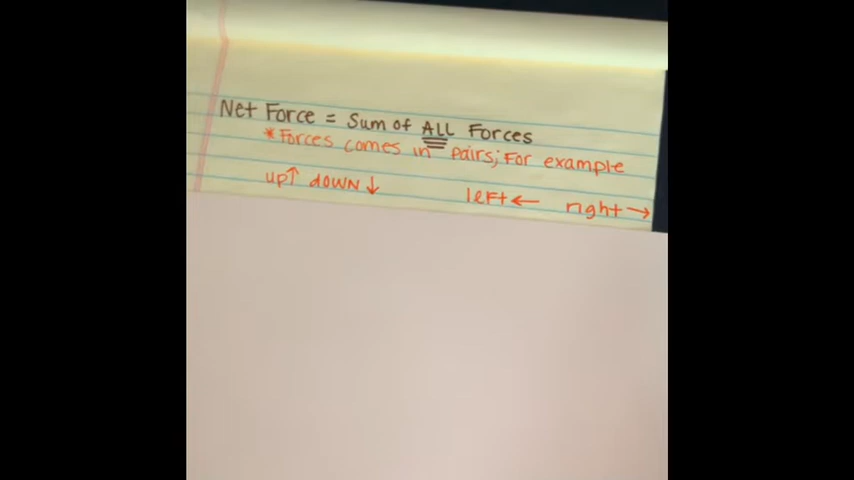 Net Force = Sum of ALL Forces
*Forces comes in pairs; For example
up↑ down↓ left← right→